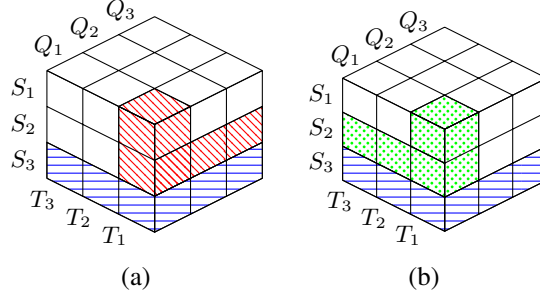 Q₁ Q₂ Q₃
S₁
S₂
S₃
T₃ T₂ T₁
(a)
Q₁ Q₂ Q₃
S₁
S₂
S₃
T₃ T₂ T₁
(b)